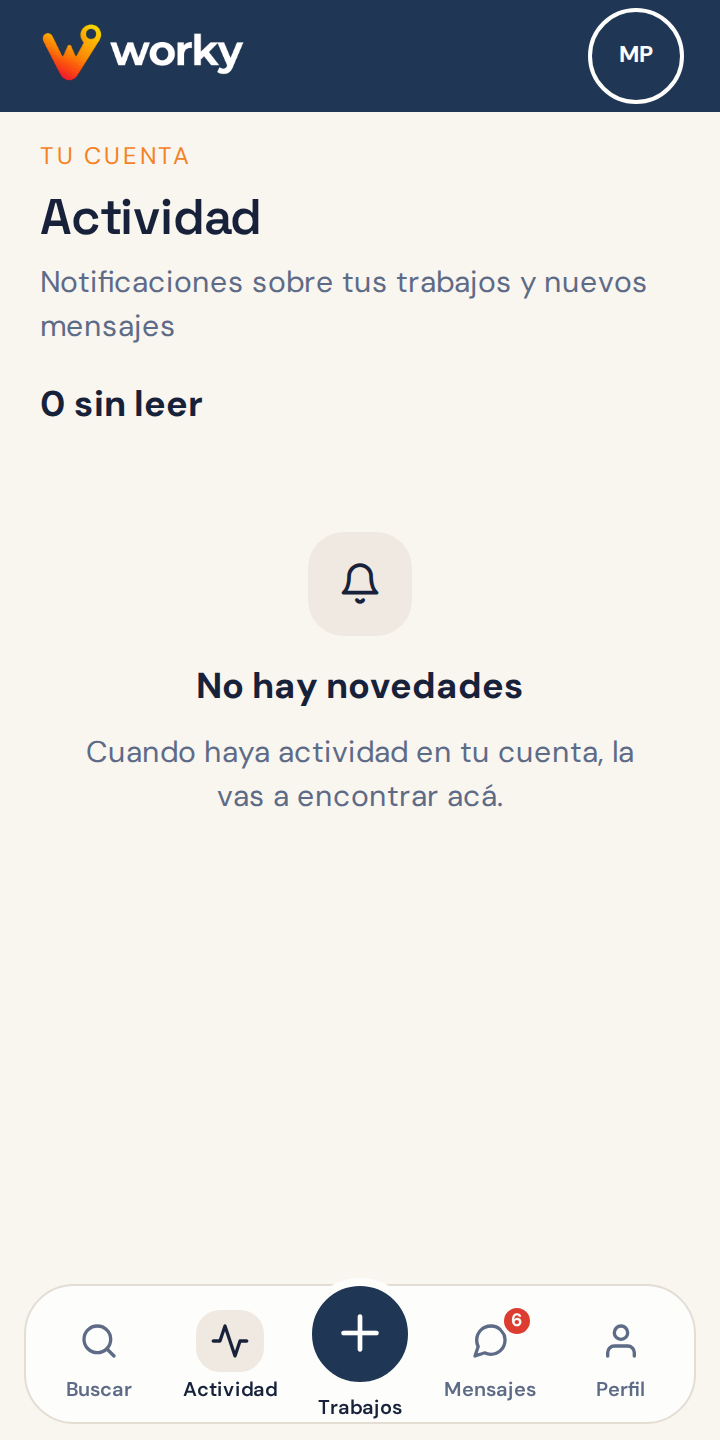 worky
MP
TU CUENTA
Actividad
Notificaciones sobre tus trabajos y nuevos
mensajes
0 sin leer
No hay novedades
Cuando haya actividad en tu cuenta, la
vas a encontrar acá.
6
Buscar
Actividad
Trabajos
Mensajes
Perfil